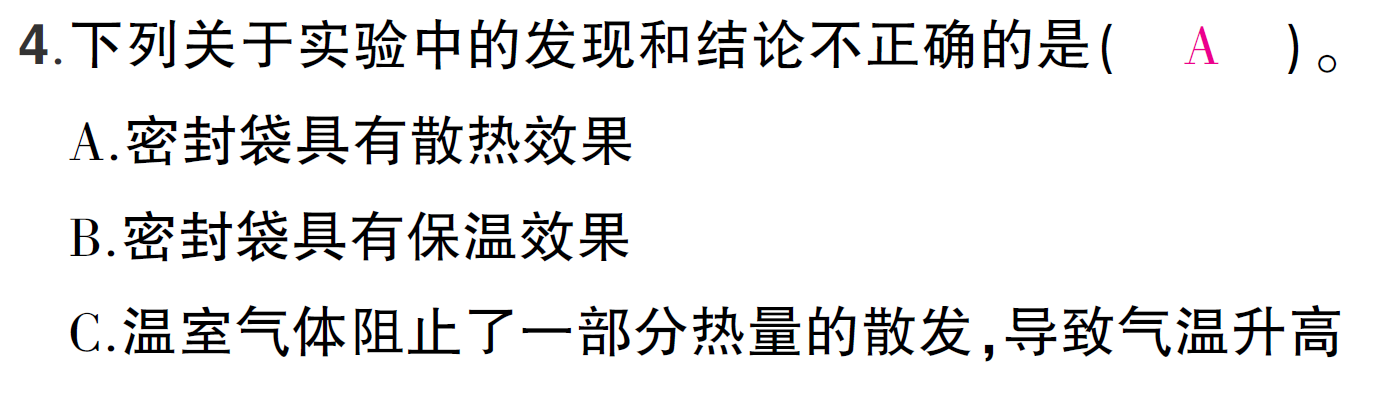 4.下列关于实验中的发现和结论不正确的是( A )。
A.密封袋具有散热效果
B.密封袋具有保温效果
C.温室气体阻止了一部分热量的散发,导致气温升高